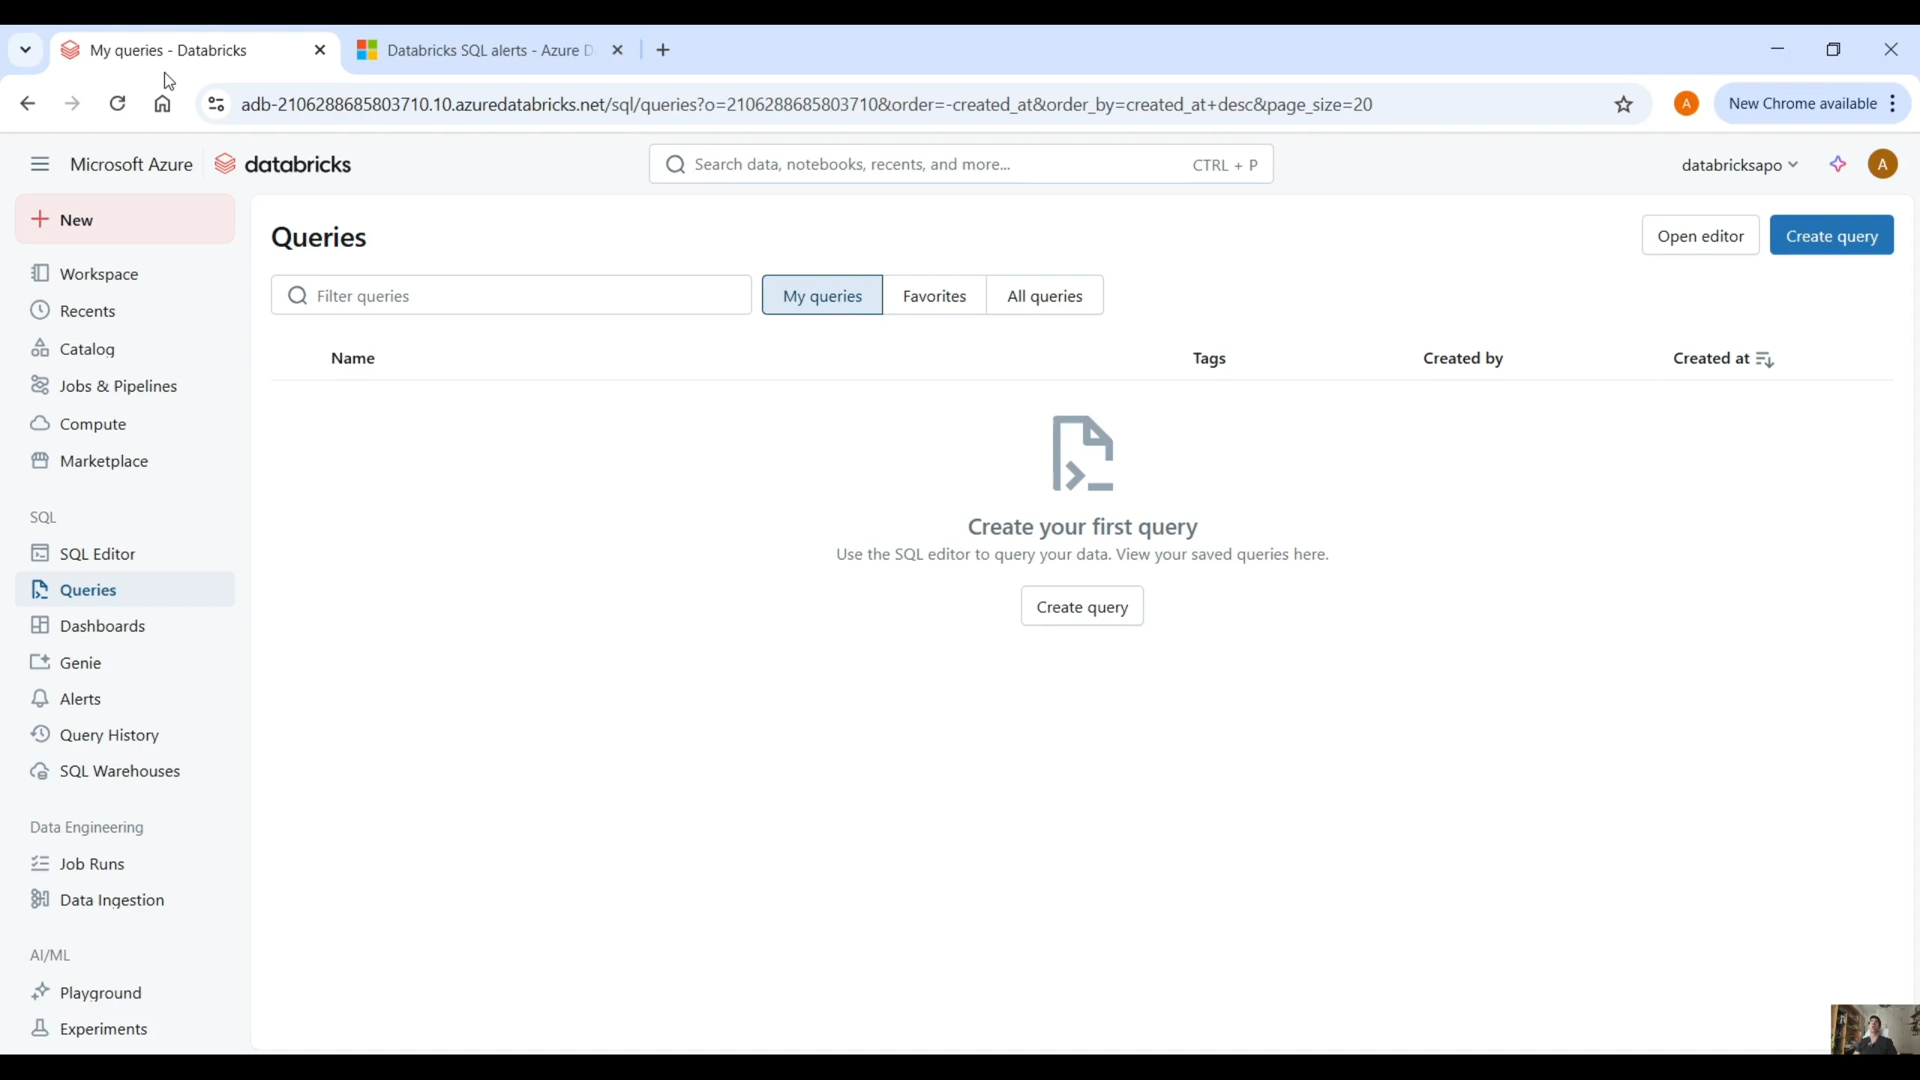 My queries - Databricks
Databricks SQL alerts - Azure D
adb-2106288685803710.10.azuredatabricks.net/sql/queries?o=2106288685803710&order=-created_at&order_by=created_at+desc&page_size=20
A
New Chrome available
Microsoft Azure
databricks
Search data, notebooks, recents, and more...
CTRL + P
databricksapo
A
New
Workspace
Recents
Catalog
Jobs & Pipelines
Compute
Marketplace
SQL
SQL Editor
Queries
Dashboards
Genie
Alerts
Query History
SQL Warehouses
Data Engineering
Job Runs
Data Ingestion
AI/ML
Playground
Experiments
Queries
Open editor
Create query
Filter queries
My queries
Favorites
All queries
Name
Tags
Created by
Created at
Create your first query
Use the SQL editor to query your data. View your saved queries here.
Create query